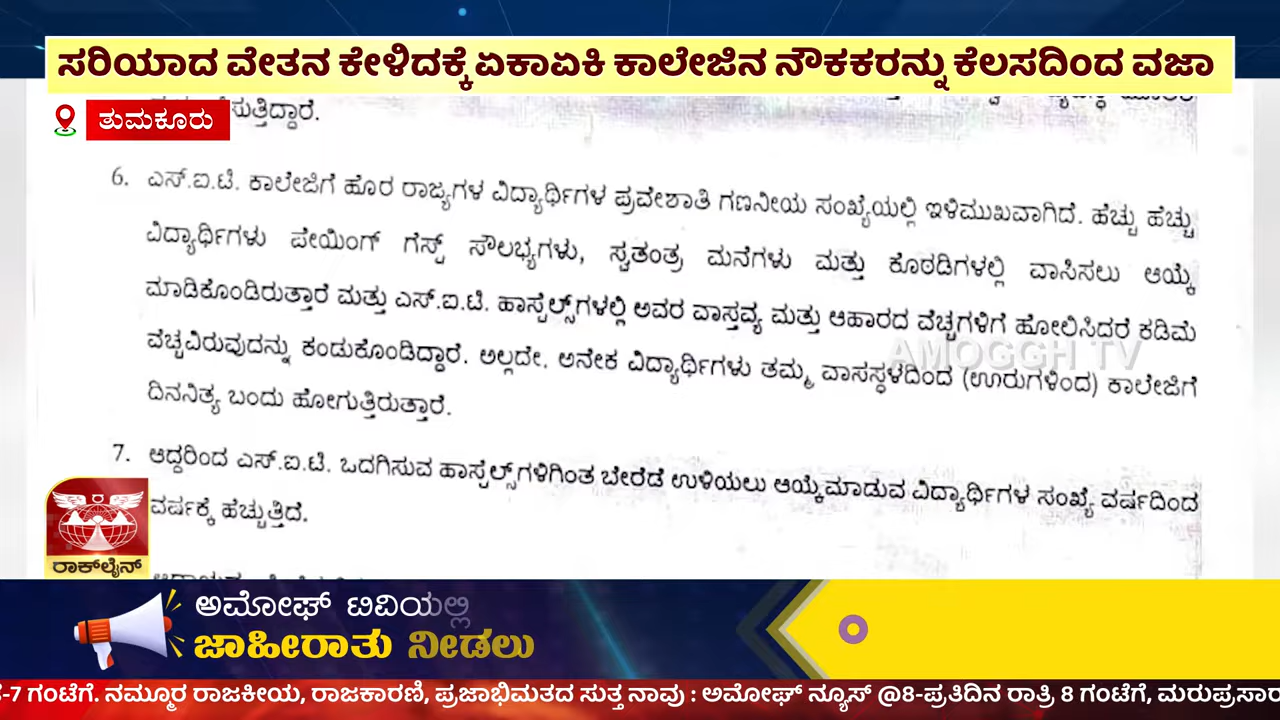 ಸರಿಯಾದ ವೇತನ ಕೇಳಿದಕ್ಕೆ ಏಕಾಏಕಿ ಕಾಲೇಜಿನ ನೌಕಕರನ್ನು ಕೆಲಸದಿಂದ ವಜಾ
ತುಮಕೂರು
6. ಎಸ್.ಐ.ಟಿ. ಕಾಲೇಜಿಗೆ ಹೊರ ರಾಜ್ಯಗಳ ವಿದ್ಯಾರ್ಥಿಗಳ ಪ್ರವೇಶಾತಿ ಗಣನೀಯ ಸಂಖ್ಯೆಯಲ್ಲಿ ಇಳಿಮುಖವಾಗಿದೆ. ಹೆಚ್ಚು ಹೆಚ್ಚು
ವಿದ್ಯಾರ್ಥಿಗಳು ಪೇಯಿಂಗ್ ಗೆಸ್ಟ್ ಸೌಲಭ್ಯಗಳು, ಸ್ವತಂತ್ರ ಮನೆಗಳು ಮತ್ತು ಕೊಠಡಿಗಳಲ್ಲಿ ವಾಸಿಸಲು ಆಯ್ಕೆ
ಮಾಡಿಕೊಂಡಿರುತ್ತಾರೆ ಮತ್ತು ಎಸ್.ಐ.ಟಿ. ಹಾಸ್ಟೆಲ್ಸ್‌ಗಳಲ್ಲಿ ಅವರ ವಾಸ್ತವ್ಯ ಮತ್ತು ಆಹಾರದ ವೆಚ್ಚಗಳಿಗೆ ಹೋಲಿಸಿದರೆ ಕಡಿಮೆ
ವೆಚ್ಚವಿರುವುದನ್ನು ಕಂಡುಕೊಂಡಿದ್ದಾರೆ. ಅಲ್ಲದೇ. ಅನೇಕ ವಿದ್ಯಾರ್ಥಿಗಳು ತಮ್ಮ ವಾಸಸ್ಥಳದಿಂದ (ಊರುಗಳಿಂದ) ಕಾಲೇಜಿಗೆ
AMOGGH TV
ದಿನನಿತ್ಯ ಬಂದು ಹೋಗುತ್ತಿರುತ್ತಾರೆ.
7. ಆದ್ದರಿಂದ ಎಸ್.ಐ.ಟಿ. ಒದಗಿಸುವ ಹಾಸ್ಟೆಲ್ಸ್‌ಗಳಿಗಿಂತ ಬೇರೆಡೆ ಉಳಿಯಲು ಆಯ್ಕೆಮಾಡುವ ವಿದ್ಯಾರ್ಥಿಗಳ ಸಂಖ್ಯೆ ವರ್ಷದಿಂದ
ವರ್ಷಕ್ಕೆ ಹೆಚ್ಚುತ್ತಿದೆ.
ರಾಕ್‌ಲೈನ್
ಅಮೋಘ್ ಟಿವಿಯಲ್ಲಿ
ಜಾಹೀರಾತು ನೀಡಲು
-7 ಗಂಟೆಗೆ. ನಮ್ಮೂರ ರಾಜಕೀಯ, ರಾಜಕಾರಣಿ, ಪ್ರಜಾಭಿಮತದ ಸುತ್ತ ನಾವು : ಅಮೋಘ್ ನ್ಯೂಸ್ @8-ಪ್ರತಿದಿನ ರಾತ್ರಿ 8 ಗಂಟೆಗೆ, ಮರುಪ್ರಸಾರ